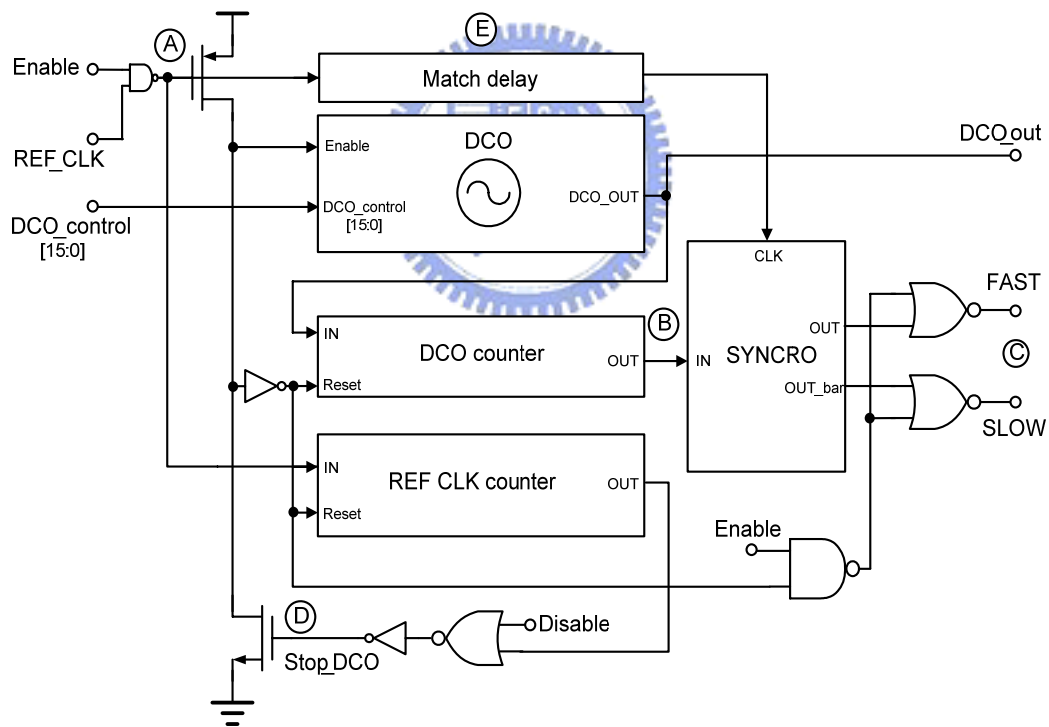 A
E
Enable
Match delay
REF_CLK
Enable
DCO
DCO_out
DCO_control
[15:0]
DCO_control
[15:0]
DCO_OUT
CLK
IN
DCO counter
OUT
Reset
B
IN
SYNCRO
OUT
OUT_bar
FAST
C
SLOW
IN
REF CLK counter
OUT
Reset
Enable
D
Stop_DCO
Disable